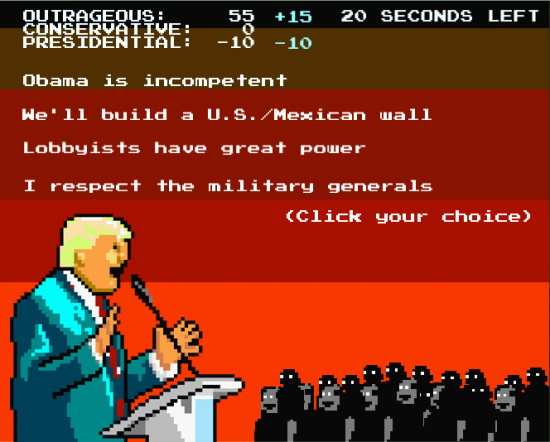 OUTRAGEOUS: 55 +15 20 SECONDS LEFT
CONSERVATIVE: 0
PRESIDENTIAL: -10 -10
Obama is incompetent
We'll build a U.S./Mexican wall
Lobbyists have great power
I respect the military generals
(Click your choice)